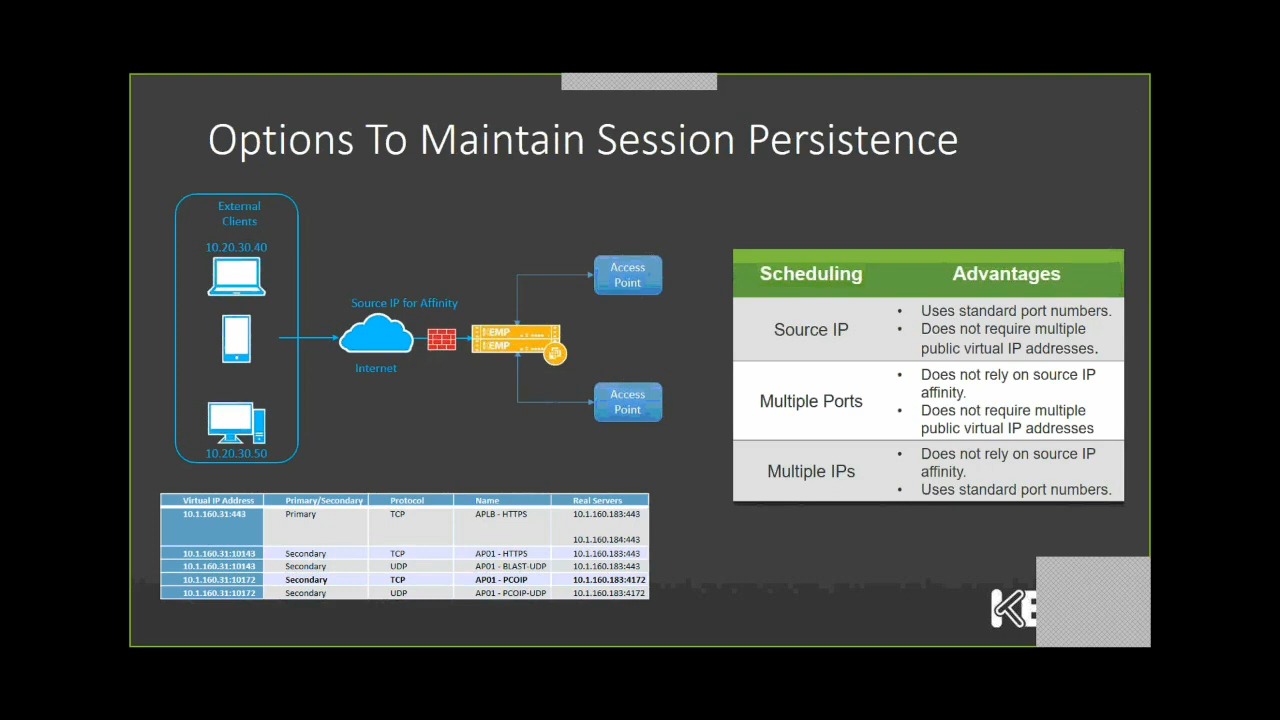 Options To Maintain Session Persistence
External
Clients
10.20.30.40
10.20.30.50
Source IP for Affinity
Internet
KEMP
KEMP
Access
Point
Access
Point
Scheduling Advantages
Source IP
• Uses standard port numbers.
• Does not require multiple
public virtual IP addresses.
Multiple Ports
• Does not rely on source IP
affinity.
• Does not require multiple
public virtual IP addresses
Multiple IPs
• Does not rely on source IP
affinity.
• Uses standard port numbers.
Virtual IP Address Primary/Secondary Protocol Name Real Servers
10.1.160.31:443 Primary TCP APLB - HTTPS 10.1.160.183:443
10.1.160.184:443
10.1.160.31:10143 Secondary TCP AP01 - HTTPS 10.1.160.183:443
10.1.160.31:10143 Secondary UDP AP01 - BLAST-UDP 10.1.160.183:443
10.1.160.31:10172 Secondary TCP AP01 - PCOIP 10.1.160.183:4172
10.1.160.31:10172 Secondary UDP AP01 - PCOIP-UDP 10.1.160.183:4172
KE